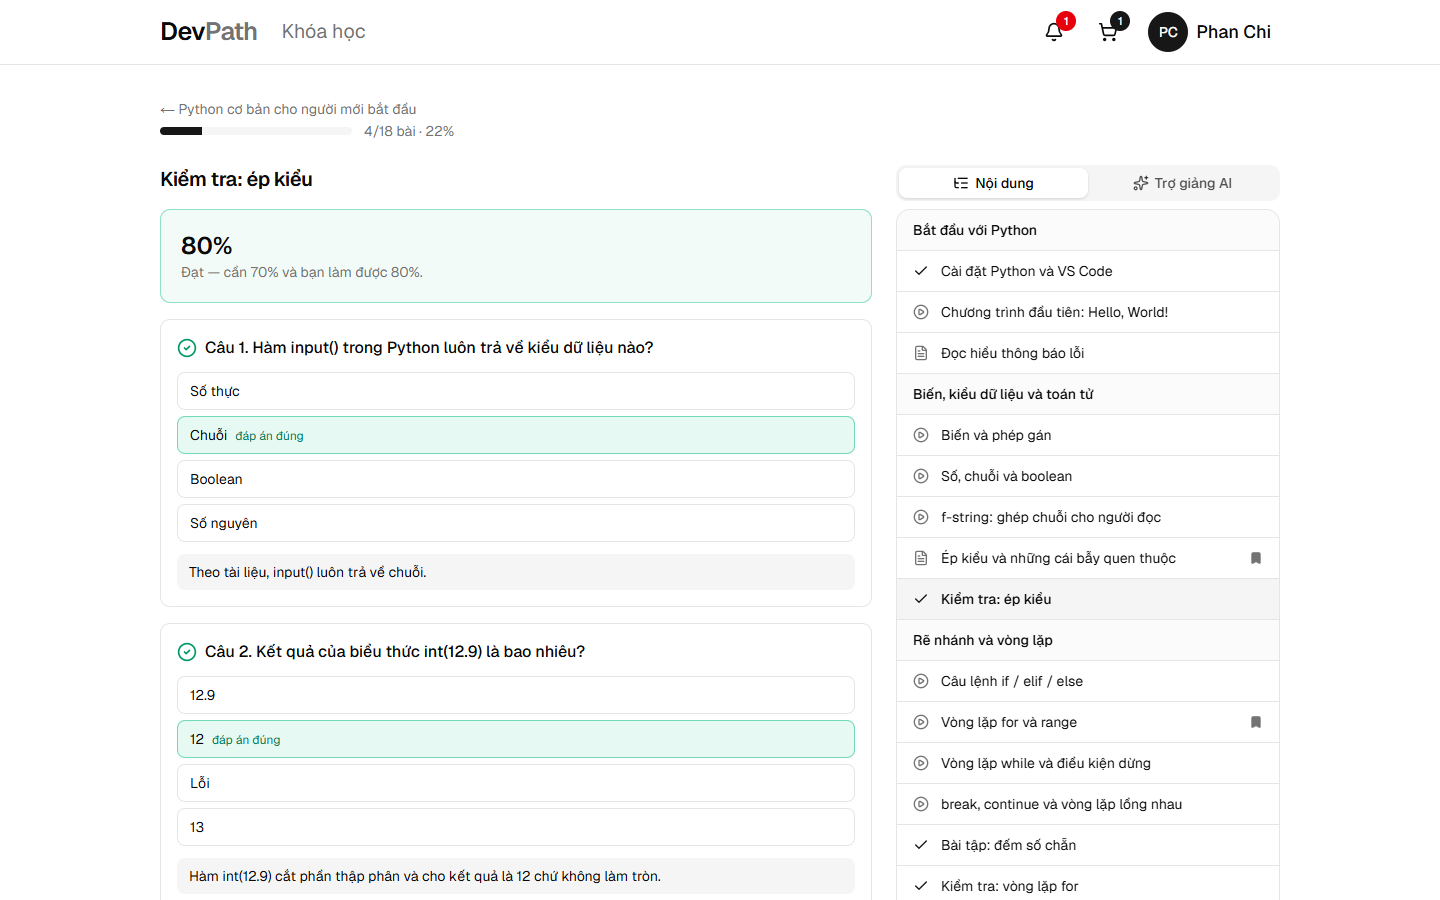 DevPath
Khóa học
1
1
PC
Phan Chi
← Python cơ bản cho người mới bắt đầu
4/18 bài · 22%
Kiểm tra: ép kiểu
80%
Đạt — cần 70% và bạn làm được 80%.
Câu 1. Hàm input() trong Python luôn trả về kiểu dữ liệu nào?
Số thực
Chuỗi đáp án đúng
Boolean
Số nguyên
Theo tài liệu, input() luôn trả về chuỗi.
Câu 2. Kết quả của biểu thức int(12.9) là bao nhiêu?
12.9
12 đáp án đúng
Lỗi
13
Hàm int(12.9) cắt phần thập phân và cho kết quả là 12 chứ không làm tròn.
Nội dung
Trợ giảng AI
Bắt đầu với Python
Cài đặt Python và VS Code
Chương trình đầu tiên: Hello, World!
Đọc hiểu thông báo lỗi
Biến, kiểu dữ liệu và toán tử
Biến và phép gán
Số, chuỗi và boolean
f-string: ghép chuỗi cho người đọc
Ép kiểu và những cái bẫy quen thuộc
Kiểm tra: ép kiểu
Rẽ nhánh và vòng lặp
Câu lệnh if / elif / else
Vòng lặp for và range
Vòng lặp while và điều kiện dừng
break, continue và vòng lặp lồng nhau
Bài tập: đếm số chẵn
Kiểm tra: vòng lặp for